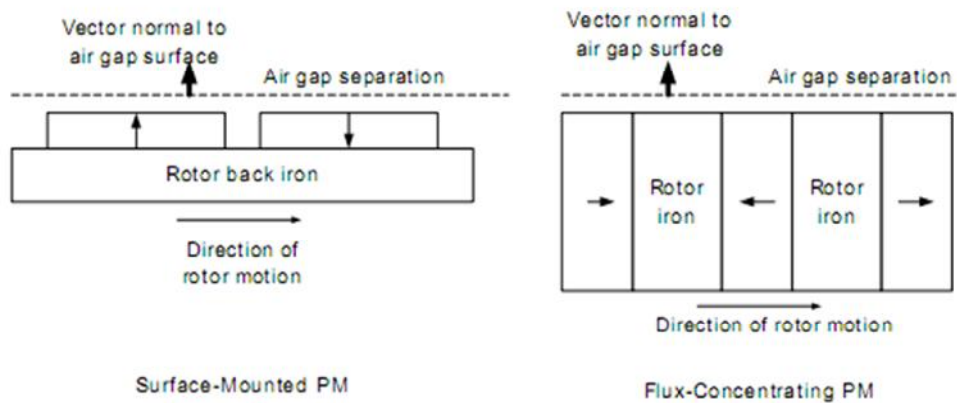 Vector normal to
air gap surface
Air gap separation
Rotor back iron
Direction of
rotor motion
Surface-Mounted PM
Vector normal to
air gap surface
Air gap separation
Rotor
iron
Rotor
iron
Direction of rotor motion
Flux-Concentrating PM